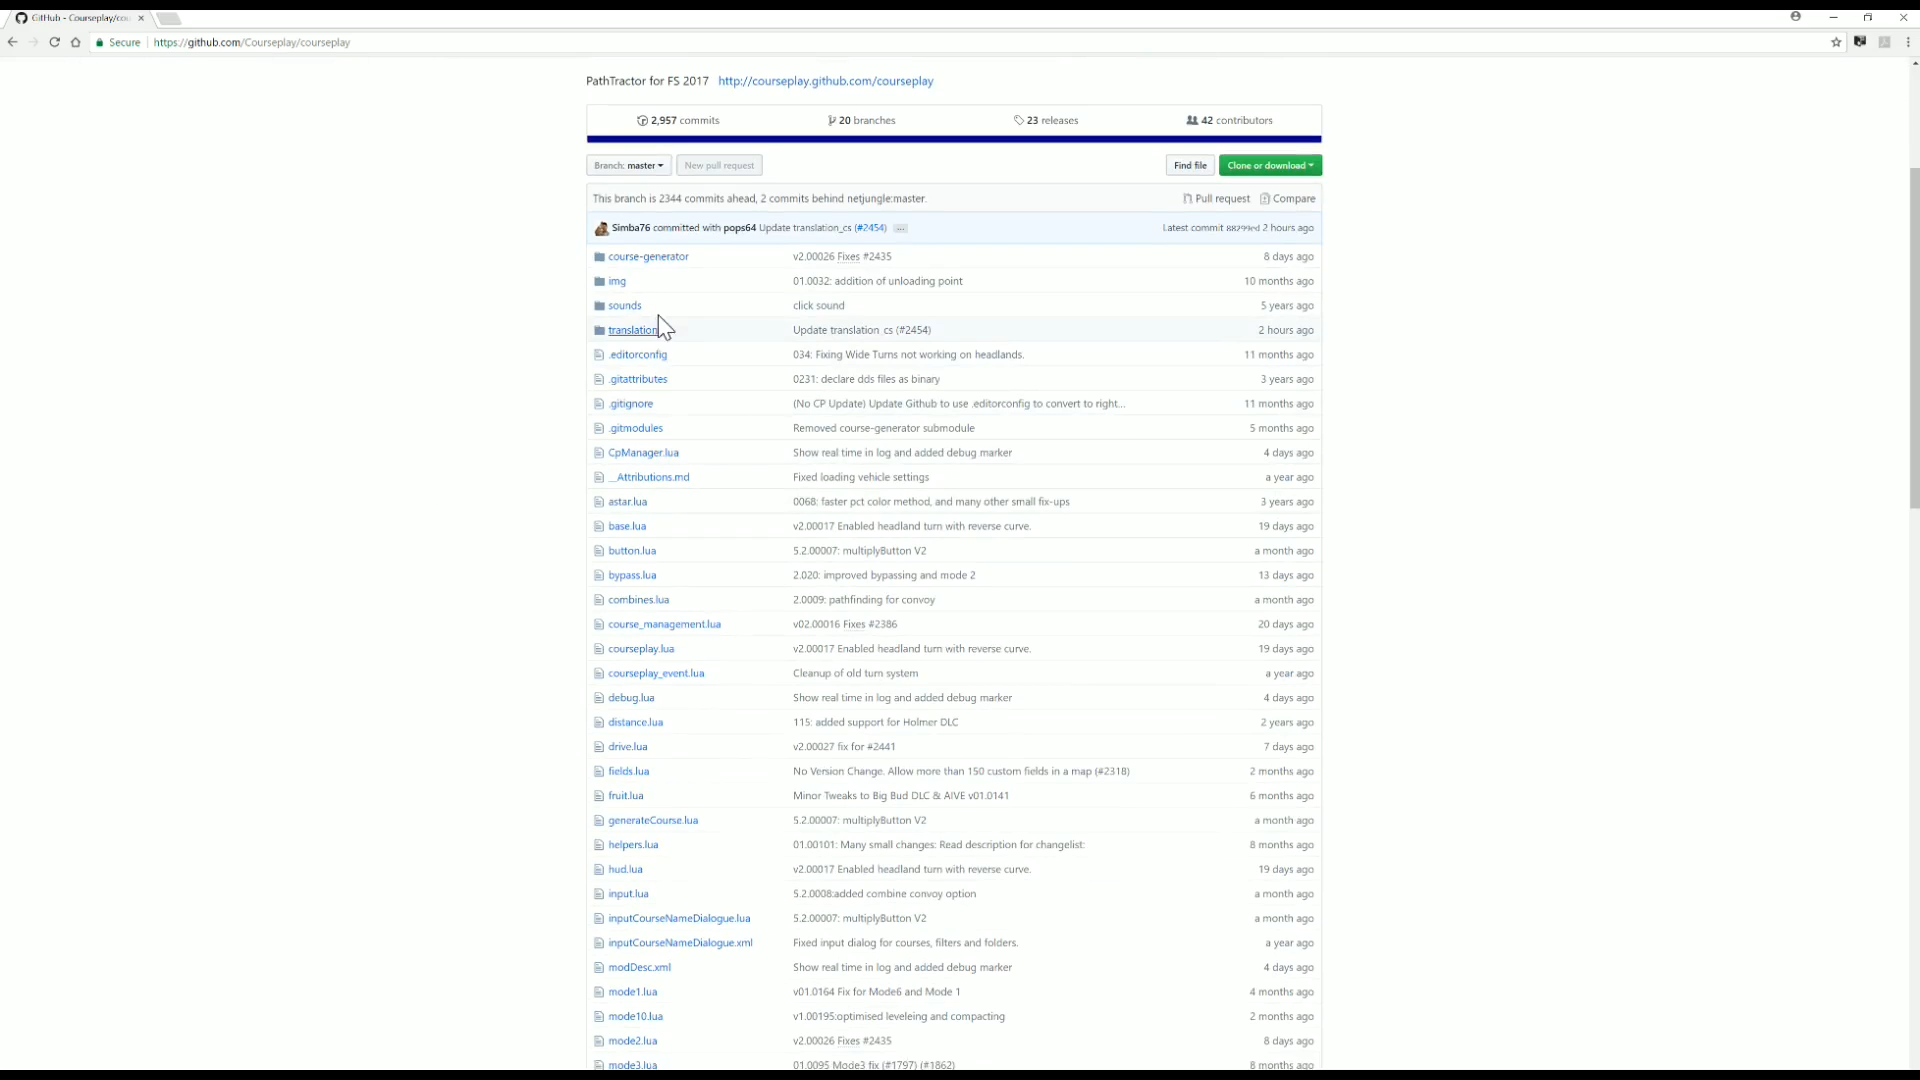 GitHub - Courseplay/cou
Secure https://github.com/Courseplay/courseplay
PathTractor for FS 2017 http://courseplay.github.com/courseplay
2,957 commits 20 branches 23 releases 42 contributors
Branch: master New pull request Find file Clone or download
This branch is 2344 commits ahead, 2 commits behind netjungle:master. Pull request Compare
Simba76 committed with pops64 Update translation_cs (#2454) ... Latest commit 88299ed 2 hours ago
course-generator v2.00026 Fixes #2435 8 days ago
img 01.0032: addition of unloading point 10 months ago
sounds click sound 5 years ago
translation Update translation_cs (#2454) 2 hours ago
.editorconfig 034: Fixing Wide Turns not working on headlands. 11 months ago
.gitattributes 0231: declare dds files as binary 3 years ago
.gitignore (No CP Update) Update Github to use .editorconfig to convert to right... 11 months ago
.gitmodules Removed course-generator submodule 5 months ago
CpManager.lua Show real time in log and added debug marker 4 days ago
__Attributions.md Fixed loading vehicle settings a year ago
astar.lua 0068: faster pct color method, and many other small fix-ups 3 years ago
base.lua v2.00017 Enabled headland turn with reverse curve. 19 days ago
button.lua 5.2.00007: multiplyButton V2 a month ago
bypass.lua 2.020: improved bypassing and mode 2 13 days ago
combines.lua 2.0009: pathfinding for convoy a month ago
course_management.lua v02.00016 Fixes #2386 20 days ago
courseplay.lua v2.00017 Enabled headland turn with reverse curve. 19 days ago
courseplay_event.lua Cleanup of old turn system a year ago
debug.lua Show real time in log and added debug marker 4 days ago
distance.lua 115: added support for Holmer DLC 2 years ago
drive.lua v2.00027 fix for #2441 7 days ago
fields.lua No Version Change. Allow more than 150 custom fields in a map (#2318) 2 months ago
fruit.lua Minor Tweaks to Big Bud DLC & AIVE v01.0141 6 months ago
generateCourse.lua 5.2.00007: multiplyButton V2 a month ago
helpers.lua 01.00101: Many small changes: Read description for changelist: 8 months ago
hud.lua v2.00017 Enabled headland turn with reverse curve. 19 days ago
input.lua 5.2.0008:added combine convoy option a month ago
inputCourseNameDialogue.lua 5.2.00007: multiplyButton V2 a month ago
inputCourseNameDialogue.xml Fixed input dialog for courses, filters and folders. a year ago
modDesc.xml Show real time in log and added debug marker 4 days ago
mode1.lua v01.0164 Fix for Mode6 and Mode 1 4 months ago
mode10.lua v1.00195:optimised leveleing and compacting 2 months ago
mode2.lua v2.00026 Fixes #2435 8 days ago
mode3.lua 01.0095 Mode3 fix (#1797) (#1862) 8 months ago